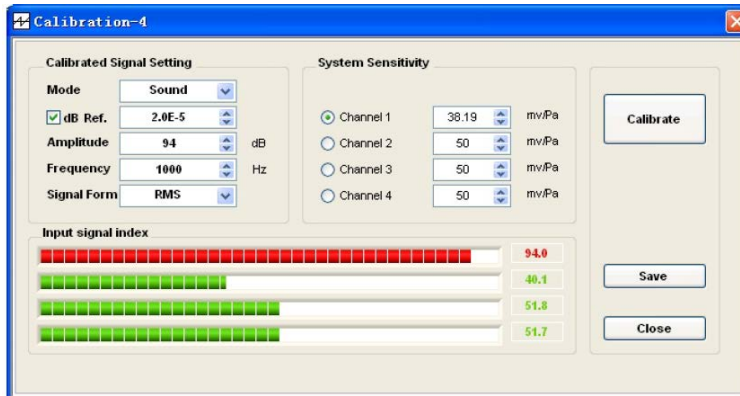 Calibration-4
Calibrated Signal Setting
Mode Sound
dB Ref. 2.0E-5
Amplitude 94 dB
Frequency 1000 Hz
Signal Form RMS
System Sensitivity
Channel 1 38.19 mv/Pa
Channel 2 50 mv/Pa
Channel 3 50 mv/Pa
Channel 4 50 mv/Pa
Calibrate
Input signal index
94.0
40.1
51.8
51.7
Save
Close